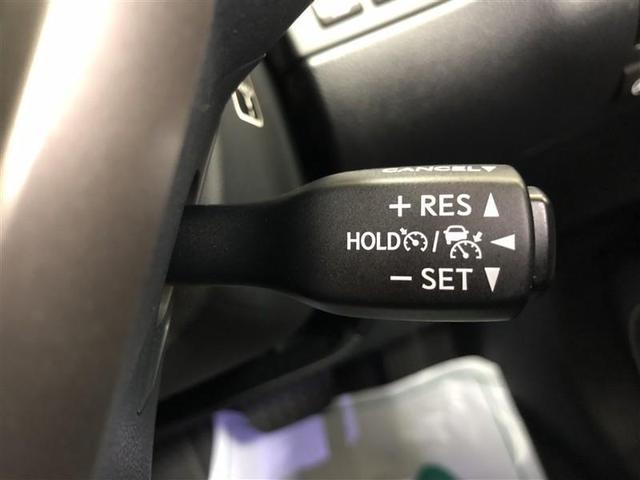 CANCEL▼
+ RES ▲
HOLD / ◀
− SET ▼